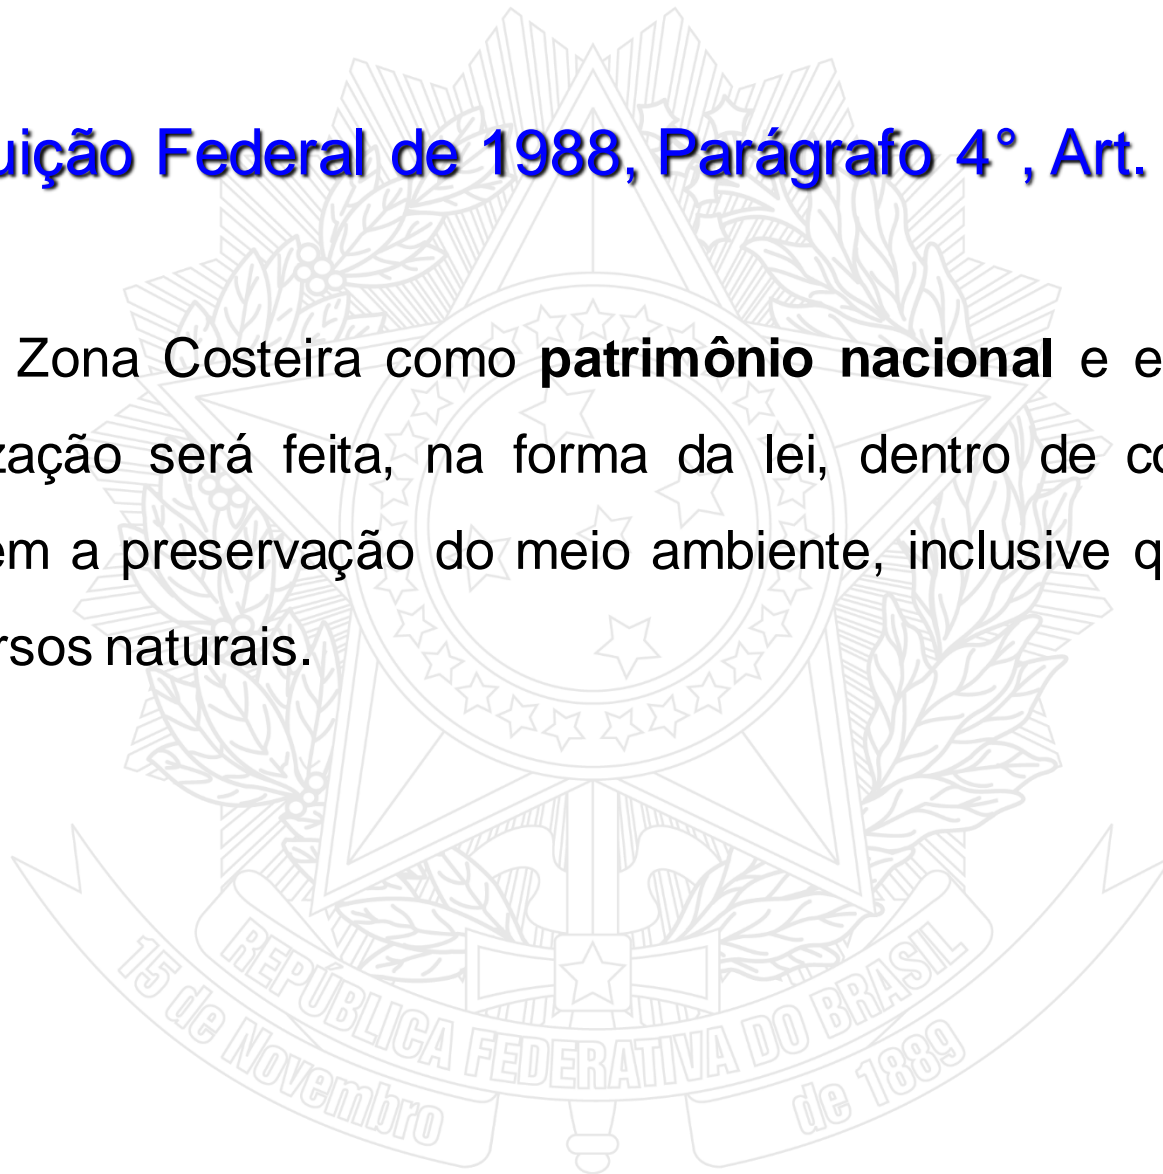 uição Federal de 1988, Parágrafo 4°, Art.
Zona Costeira como patrimônio nacional e e
zação será feita, na forma da lei, dentro de co
em a preservação do meio ambiente, inclusive q
rsos naturais.
REPÚBLICA FEDERATIVA DO BRASIL
15 de Novembro de 1889